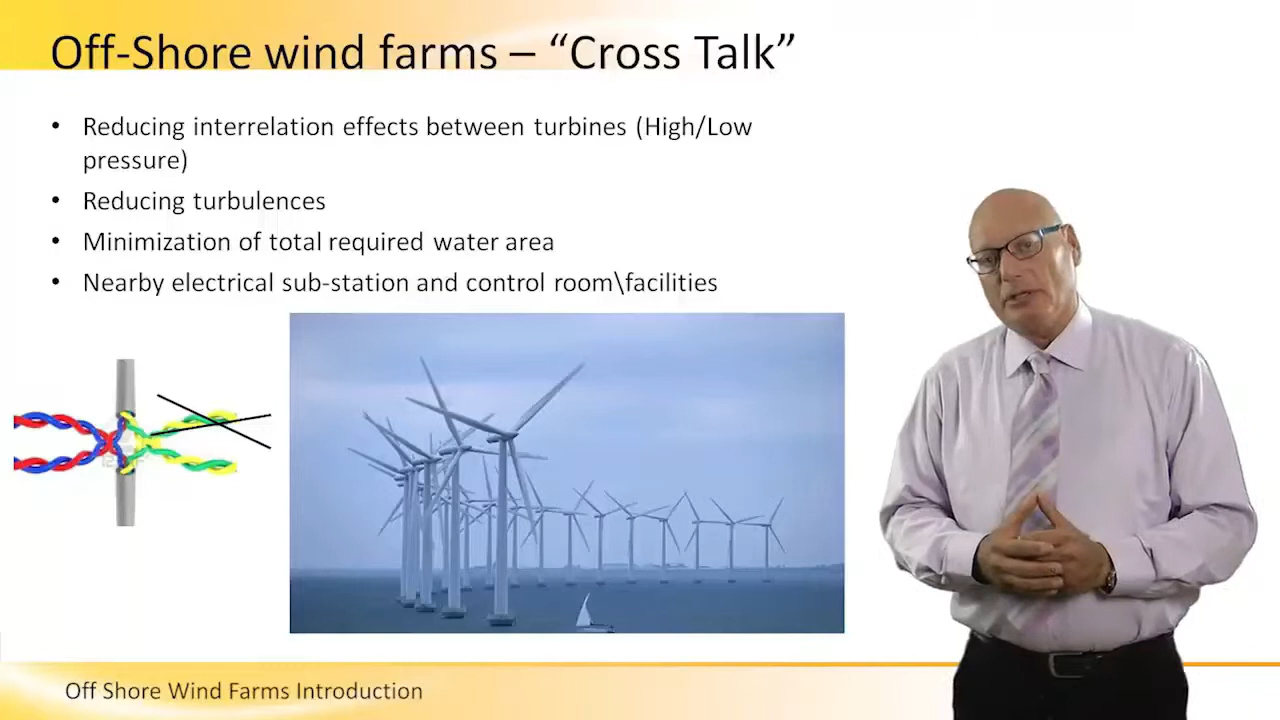 Off-Shore wind farms – “Cross Talk”
• Reducing interrelation effects between turbines (High/Low
pressure)
• Reducing turbulences
• Minimization of total required water area
• Nearby electrical sub-station and control room\facilities
Off Shore Wind Farms Introduction